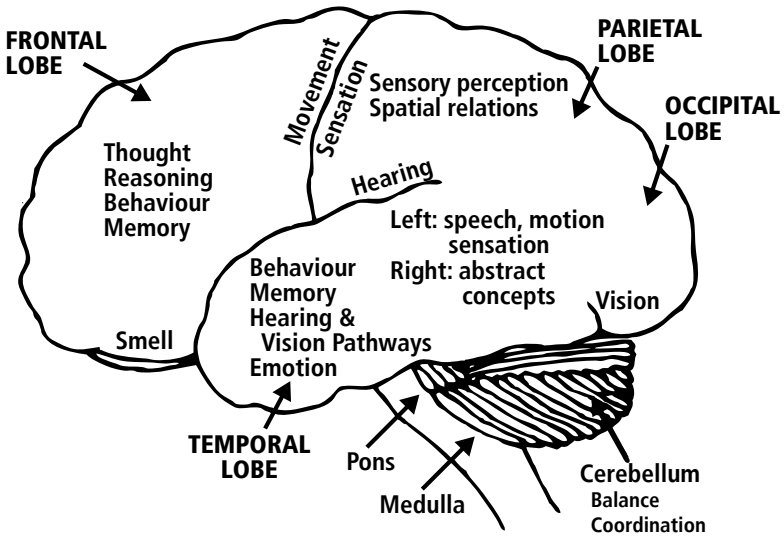 FRONTAL
LOBE
Movement
Sensation
Sensory perception
Spatial relations
PARIETAL
LOBE
OCCIPITAL
LOBE
Thought
Reasoning
Behaviour
Memory
Hearing
Left: speech, motion
sensation
Right: abstract
concepts
Behaviour
Memory
Hearing &
Vision Pathways
Emotion
Vision
Smell
TEMPORAL
LOBE
Pons
Medulla
Cerebellum
Balance
Coordination